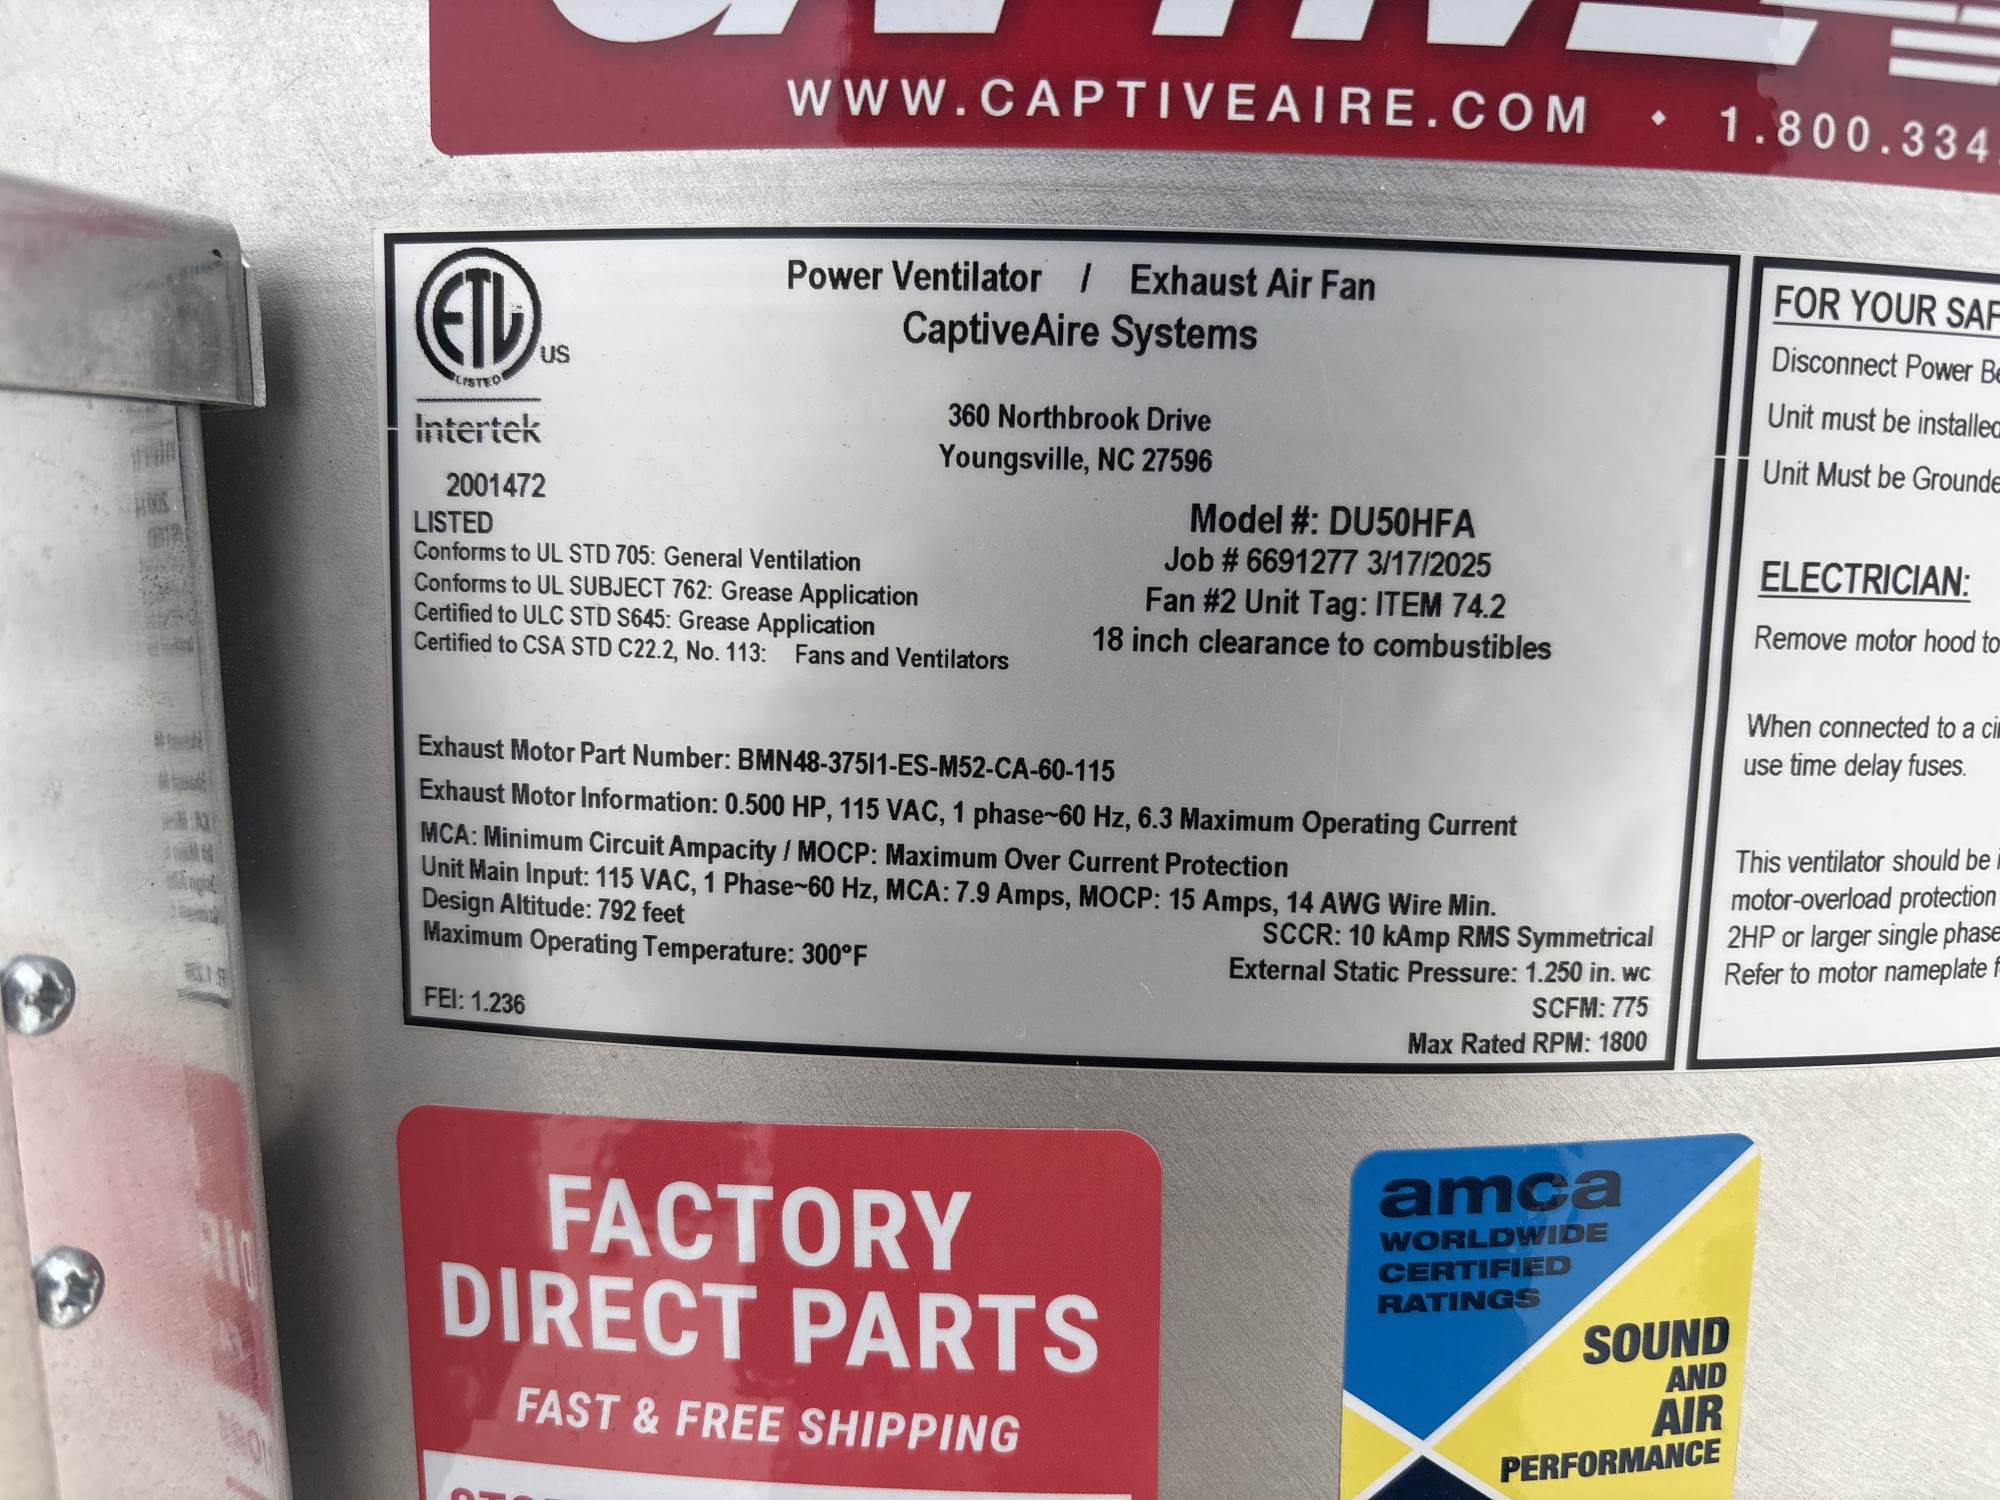 WWW.CAPTIVEAIRE.COM • 1.800.334.
ETL
LISTED
US
Intertek
2001472
LISTED
Conforms to UL STD 705: General Ventilation
Conforms to UL SUBJECT 762: Grease Application
Certified to ULC STD S645: Grease Application
Certified to CSA STD C22.2, No. 113: Fans and Ventilators
Power Ventilator / Exhaust Air Fan
CaptiveAire Systems
360 Northbrook Drive
Youngsville, NC 27596
Model #: DU50HFA
Job # 6691277 3/17/2025
Fan #2 Unit Tag: ITEM 74.2
18 inch clearance to combustibles
Exhaust Motor Part Number: BMN48-375I1-ES-M52-CA-60-115
Exhaust Motor Information: 0.500 HP, 115 VAC, 1 phase~60 Hz, 6.3 Maximum Operating Current
MCA: Minimum Circuit Ampacity / MOCP: Maximum Over Current Protection
Unit Main Input: 115 VAC, 1 Phase~60 Hz, MCA: 7.9 Amps, MOCP: 15 Amps, 14 AWG Wire Min.
Design Altitude: 792 feet
Maximum Operating Temperature: 300°F
FEI: 1.236
SCCR: 10 kAmp RMS Symmetrical
External Static Pressure: 1.250 in. wc
SCFM: 775
Max Rated RPM: 1800
FOR YOUR SAF
Disconnect Power Be
Unit must be installed
Unit Must be Grounde
ELECTRICIAN:
Remove motor hood to
When connected to a cir
use time delay fuses.
This ventilator should be i
motor-overload protection
2HP or larger single phase
Refer to motor nameplate f
FACTORY
DIRECT PARTS
FAST & FREE SHIPPING
amca
WORLDWIDE
CERTIFIED
RATINGS
SOUND
AND
AIR
PERFORMANCE